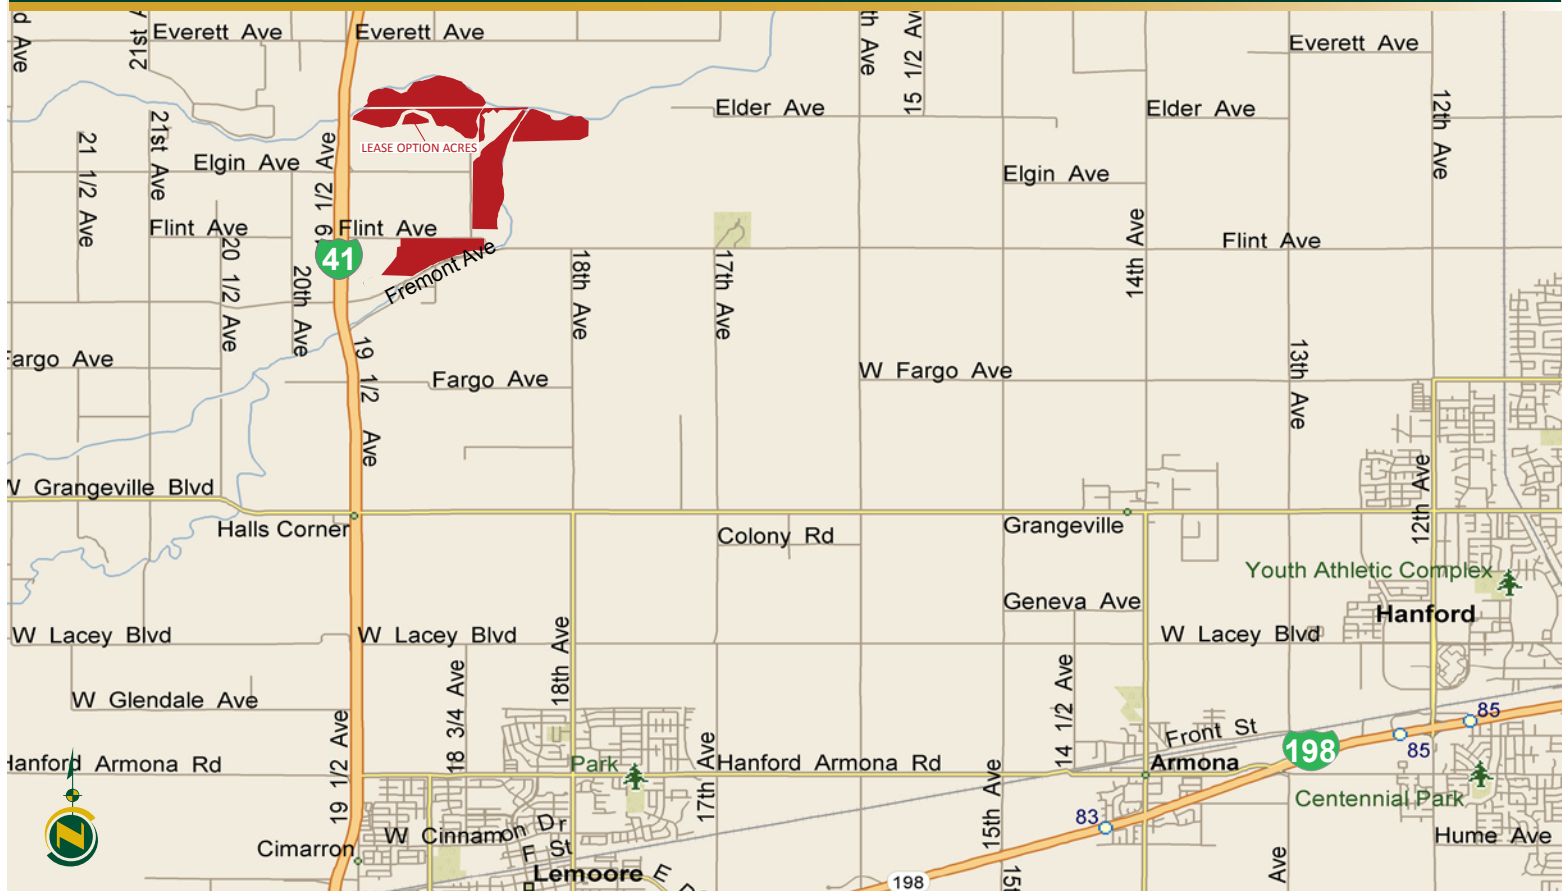 Everett Ave
Everett Ave
Everett Ave
21st
15 1/2 Ave
Elder Ave
Elder Ave
12th Ave
21 1/2 Ave
21st Ave
LEASE OPTION ACRES
Elgin Ave
Elgin Ave
Flint Ave
Flint Ave
Flint Ave
14th Ave
20 1/2 Ave
20th Ave
41
Fremont Ave
18th Ave
17th Ave
Fargo Ave
19 1/2 Ave
Fargo Ave
W Fargo Ave
13th Ave
W Grangeville Blvd
Halls Corner
Colony Rd
Grangeville
12th Ave
Youth Athletic Complex
Geneva Ave
Hanford
W Lacey Blvd
W Lacey Blvd
W Lacey Blvd
18th Ave
18 3/4 Ave
14 1/2 Ave
W Glendale Ave
19 1/2 Ave
85
85
Front St
198
Hanford Armona Rd
Park
17th Ave
Hanford Armona Rd
Armona
15th Ave
Centennial Park
83
W Cinnamon Dr
F St
Hume Ave
Cimarron
Lemoore
198
Ave
N